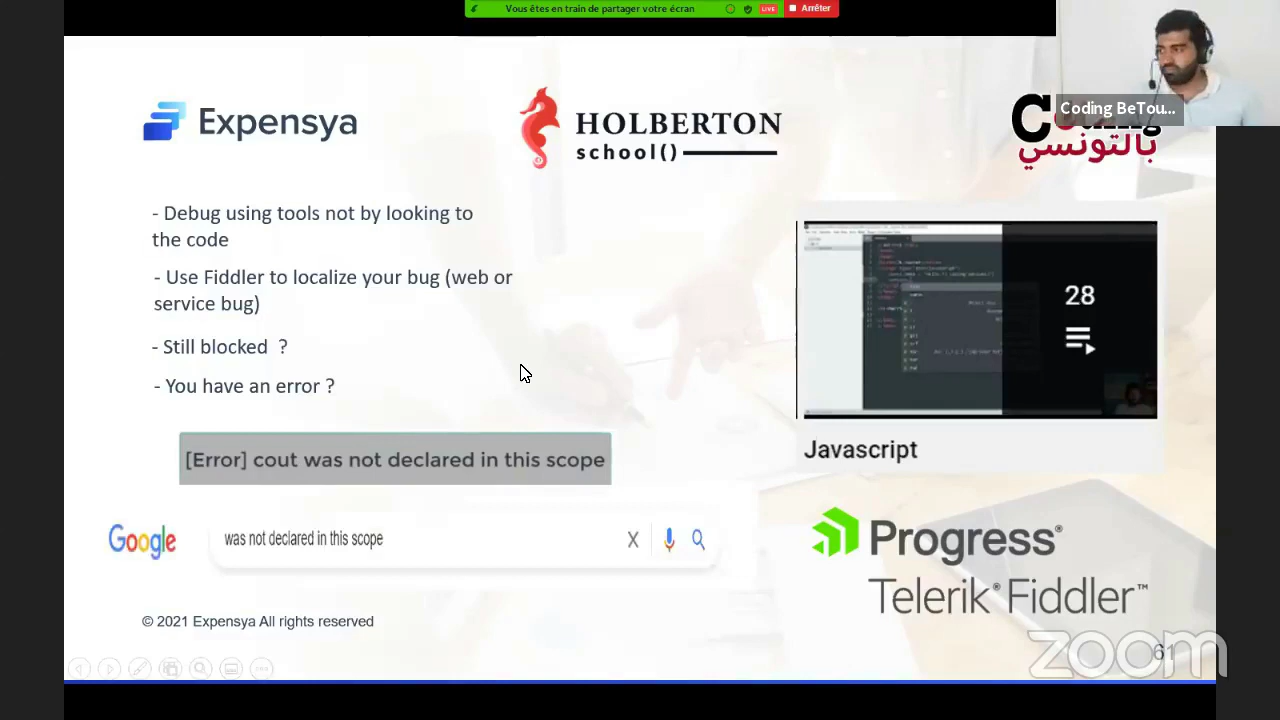 Vous êtes en train de partager votre écran
LIVE
Arrêter
Coding BeTou...
Expensya
HOLBERTON
school()
بالتونسي
- Debug using tools not by looking to
the code
- Use Fiddler to localize your bug (web or
service bug)
- Still blocked ?
- You have an error ?
[Error] cout was not declared in this scope
Google
was not declared in this scope
X
28
Javascript
Progress®
Telerik® Fiddler™
© 2021 Expensya All rights reserved
61
zoom